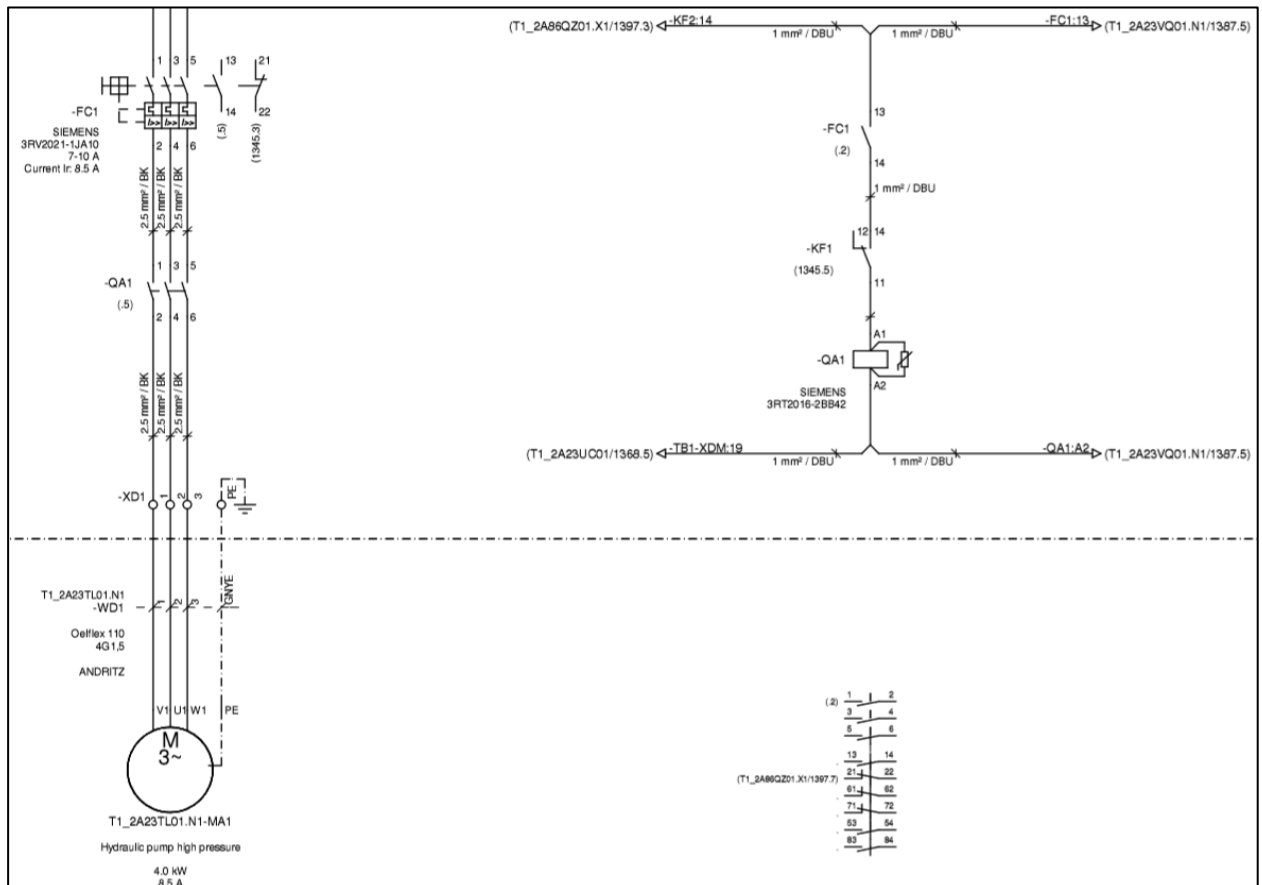 (T1_2A86QZ01.X1/1397.3) -KF2:14
1 mm² / DBU
1 mm² / DBU
-FC1:13 (T1_2A23VQ01.N1/1387.5)
1 3 5 13 21
-FC1
14 22
I>> I>> I>>
SIEMENS
3RV2021-1JA10
7-10 A
Current Ir: 8.5 A
2 4 6
(.5)
(1345.3)
2.5 mm² / BK
2.5 mm² / BK
2.5 mm² / BK
13
-FC1
(.2)
14
1 mm² / DBU
1 3 5
-QA1
(.5)
2 4 6
12 14
-KF1
(1345.5)
11
A1
-QA1
A2
SIEMENS
3RT2016-2BB42
2.5 mm² / BK
2.5 mm² / BK
2.5 mm² / BK
(T1_2A23UC01/1368.5) -TB1-XDM:19
1 mm² / DBU
1 mm² / DBU
-QA1:A2 (T1_2A23VQ01.N1/1387.5)
-XD1 1 2 3 PE
T1_2A23TL01.N1
-WD1
1 2 3 GNYE
Oelflex 110
4G1,5
ANDRITZ
V1 U1 W1 PE
M
3~
T1_2A23TL01.N1-MA1
Hydraulic pump high pressure
4.0 kW
8.5 A
(.2) 1 2
3 4
5 6
13 14
(T1_2A86QZ01.X1/1397.7) 21 22
61 62
71 72
53 54
83 84